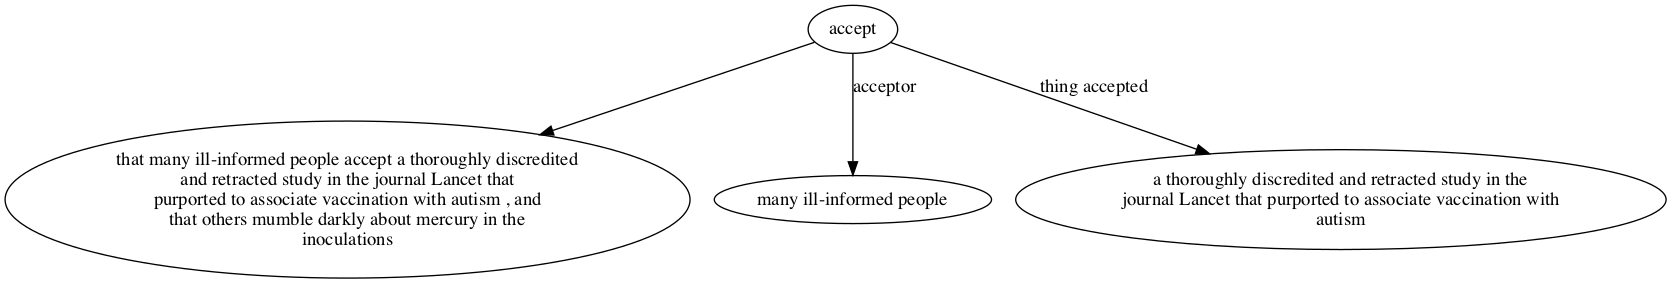 accept
acceptor
thing accepted
that many ill-informed people accept a thoroughly discredited
and retracted study in the journal Lancet that
purported to associate vaccination with autism , and
that others mumble darkly about mercury in the
inoculations
many ill-informed people
a thoroughly discredited and retracted study in the
journal Lancet that purported to associate vaccination with
autism